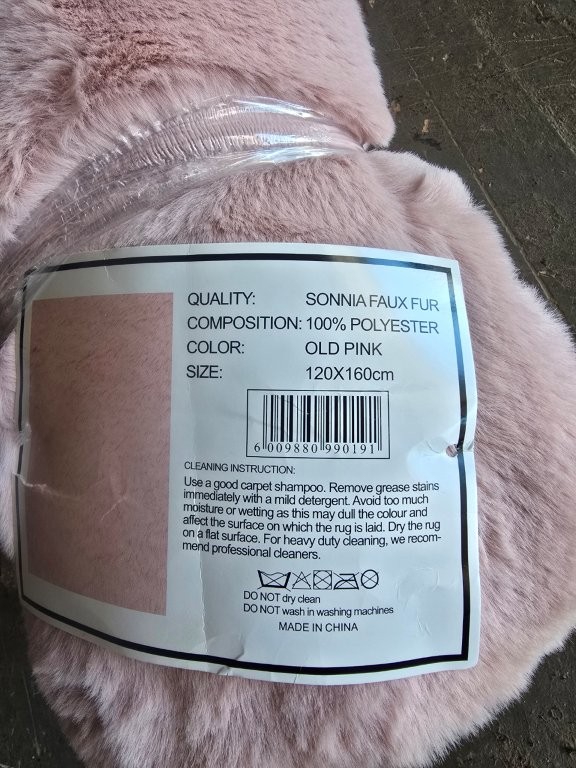 QUALITY: SONNIA FAUX FUR
COMPOSITION: 100% POLYESTER
COLOR: OLD PINK
SIZE: 120X160cm
6 009880 990191
CLEANING INSTRUCTION:
Use a good carpet shampoo. Remove grease stains
immediately with a mild detergent. Avoid too much
moisture or wetting as this may dull the colour and
affect the surface on which the rug is laid. Dry the rug
on a flat surface. For heavy duty cleaning, we recom-
mend professional cleaners.
DO NOT dry clean
DO NOT wash in washing machines
MADE IN CHINA